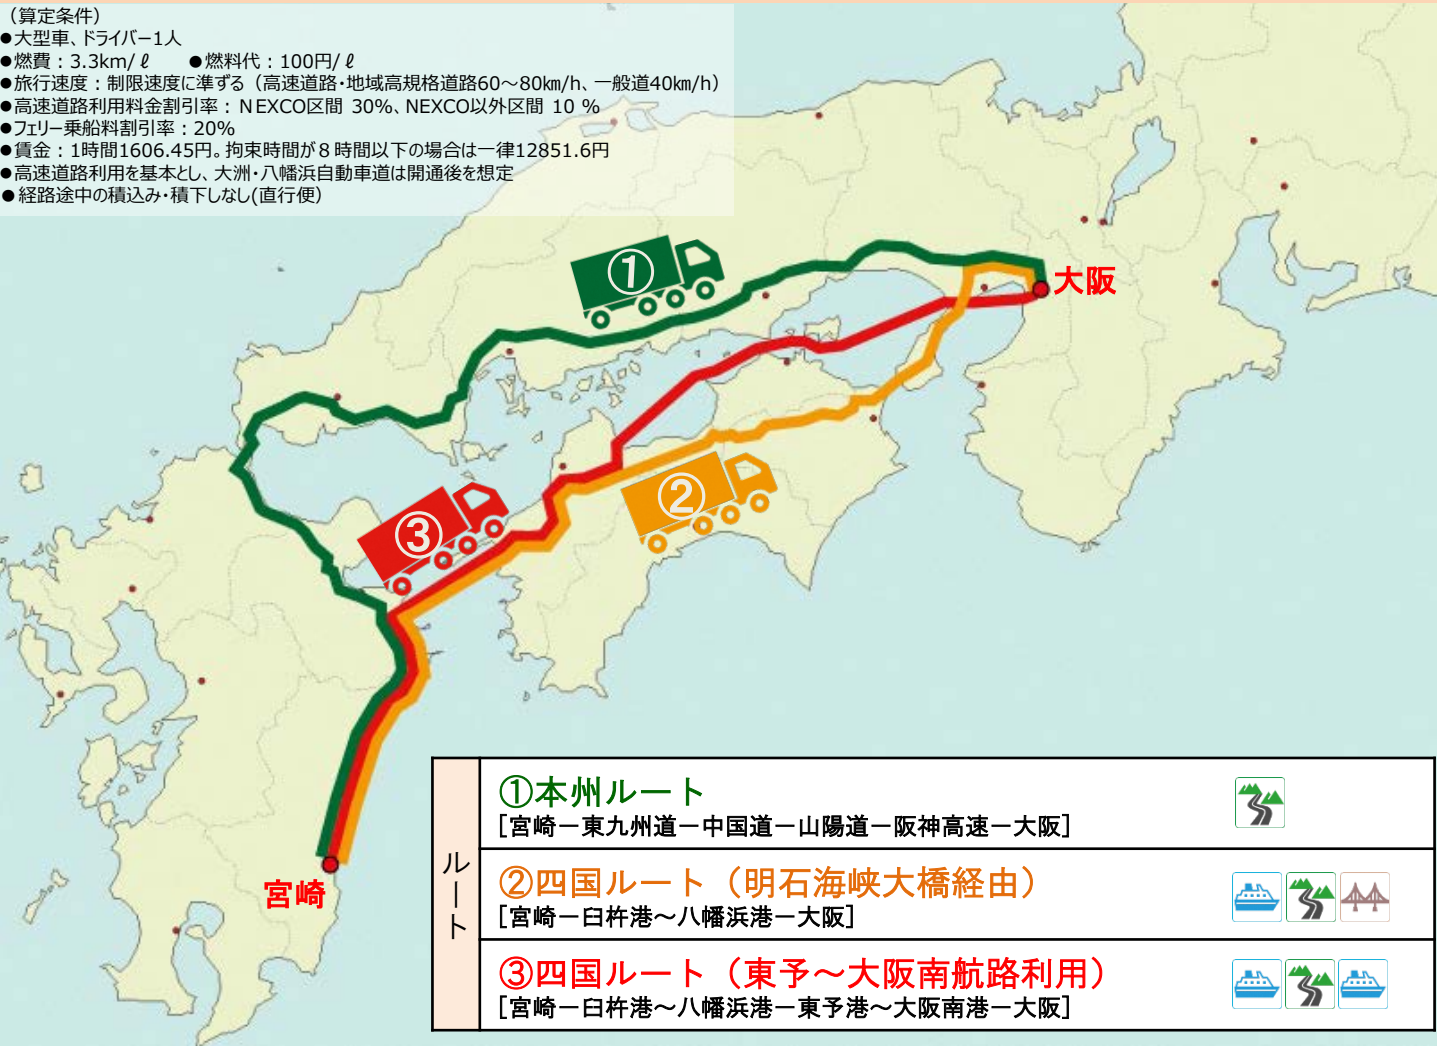 （算定条件）
●大型車、ドライバー1人
●燃費：3.3km/ℓ ●燃料代：100円/ℓ
●旅行速度：制限速度に準ずる（高速道路・地域高規格道路60～80㎞/h、一般道40㎞/h）
●高速道路利用料金割引率：ＮEXCO区間 30%、NEXCO以外区間 10 %
●フェリー乗船料割引率：20%
●賃金：1時間1606.45円。拘束時間が８時間以下の場合は一律12851.6円
●高速道路利用を基本とし、大洲・八幡浜自動車道は開通後を想定
●経路途中の積込み・積下しなし(直行便)
①
大阪
②
③
宮崎
ルート
①本州ルート
[宮崎－東九州道－中国道－山陽道－阪神高速－大阪]
②四国ルート（明石海峡大橋経由）
[宮崎－臼杵港～八幡浜港－大阪]
③四国ルート（東予～大阪南航路利用）
[宮崎－臼杵港～八幡浜港－東予港～大阪南港－大阪]